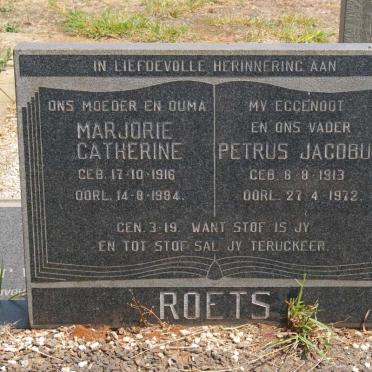 IN LIEFDEVOLLE HERINNERING AAN
ONS MOEDER EN OUMA
MARJORIE
CATHERINE
GEB. 17-10-1916
OORL. 14-8-1994.
MY EGGENOOT
EN ONS VADER
PETRUS JACOBU
GEB. 8-8-1913
OORL. 27-4-1972.
GEN. 3-19. WANT STOF IS JY
EN TOT STOF SAL JY TERUGKEER.
ROETS